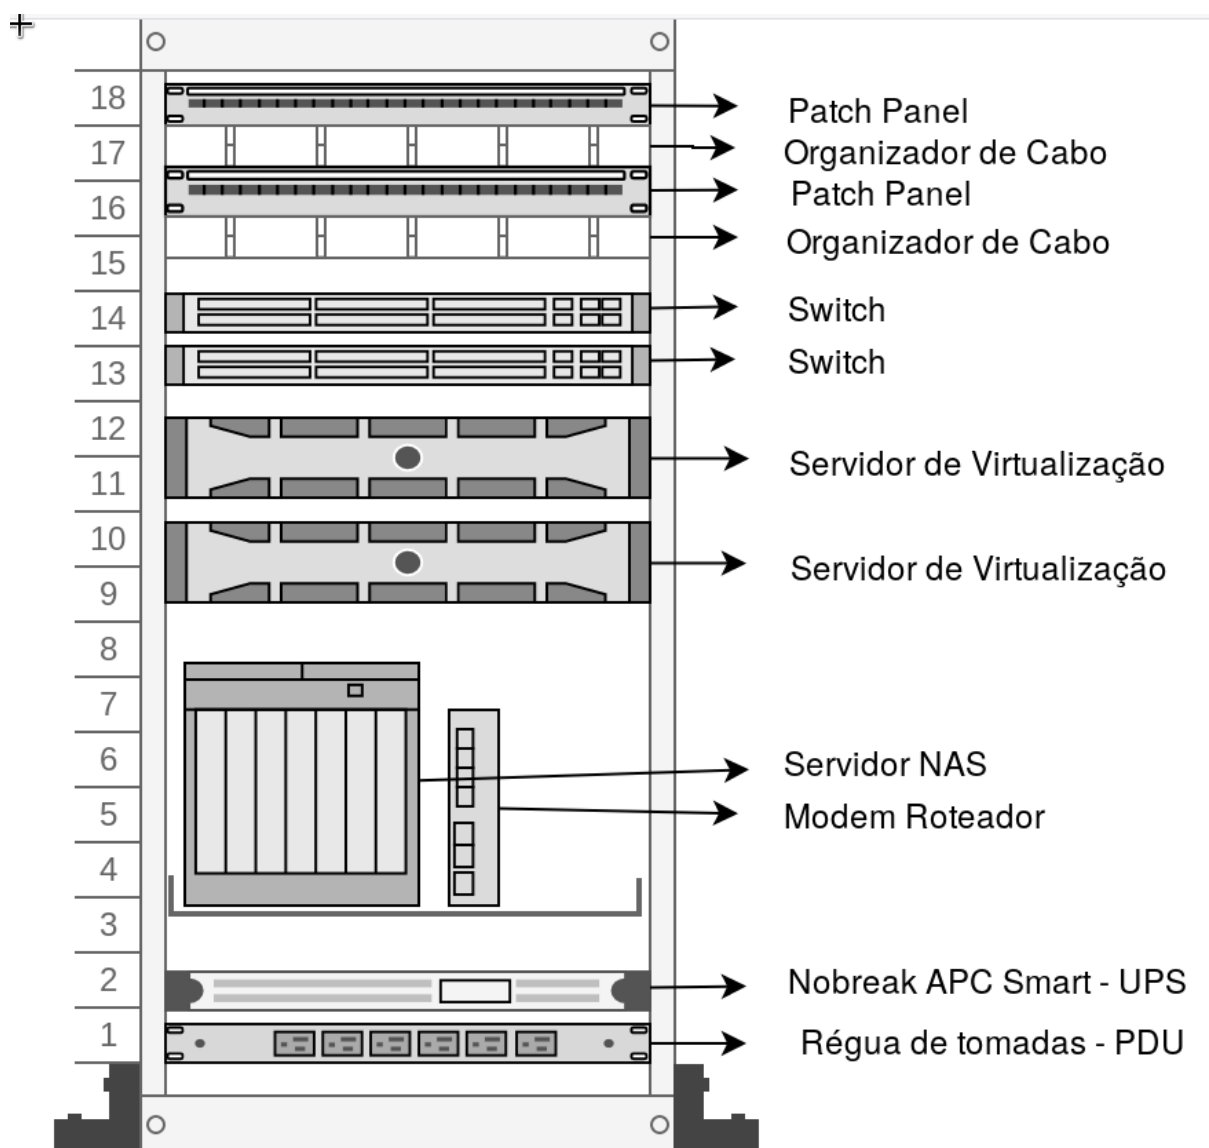 18
Patch Panel
17
Organizador de Cabo
16
Patch Panel
15
Organizador de Cabo
14
Switch
13
Switch
12
11
Servidor de Virtualização
10
9
Servidor de Virtualização
8
7
6
Servidor NAS
5
Modem Roteador
4
3
2
Nobreak APC Smart - UPS
1
Régua de tomadas - PDU